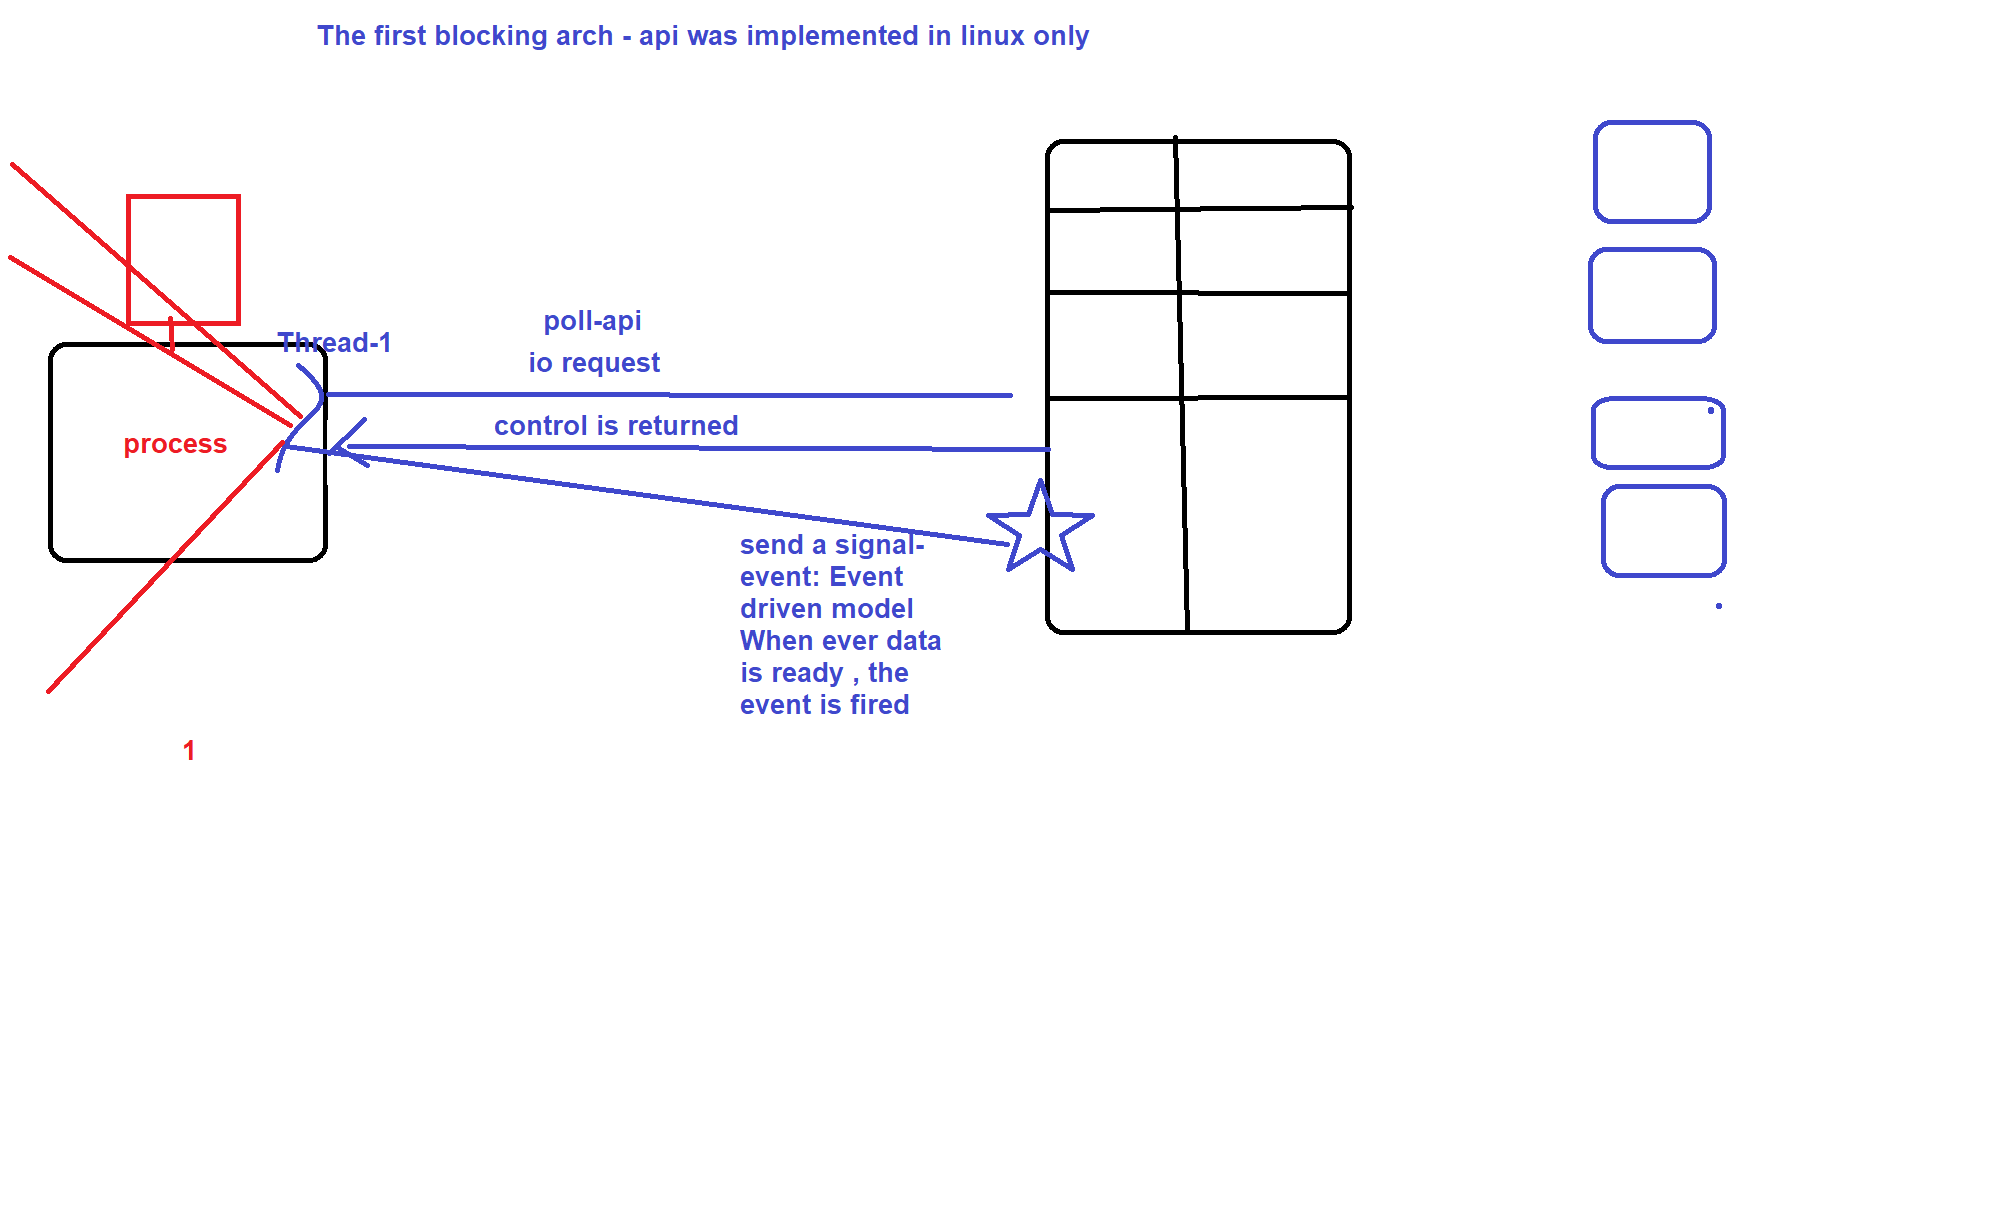 The first blocking arch - api was implemented in linux only
poll-api
Thread-1
io request
control is returned
process
send a signal-
event: Event
driven model
When ever data
is ready , the
event is fired
1